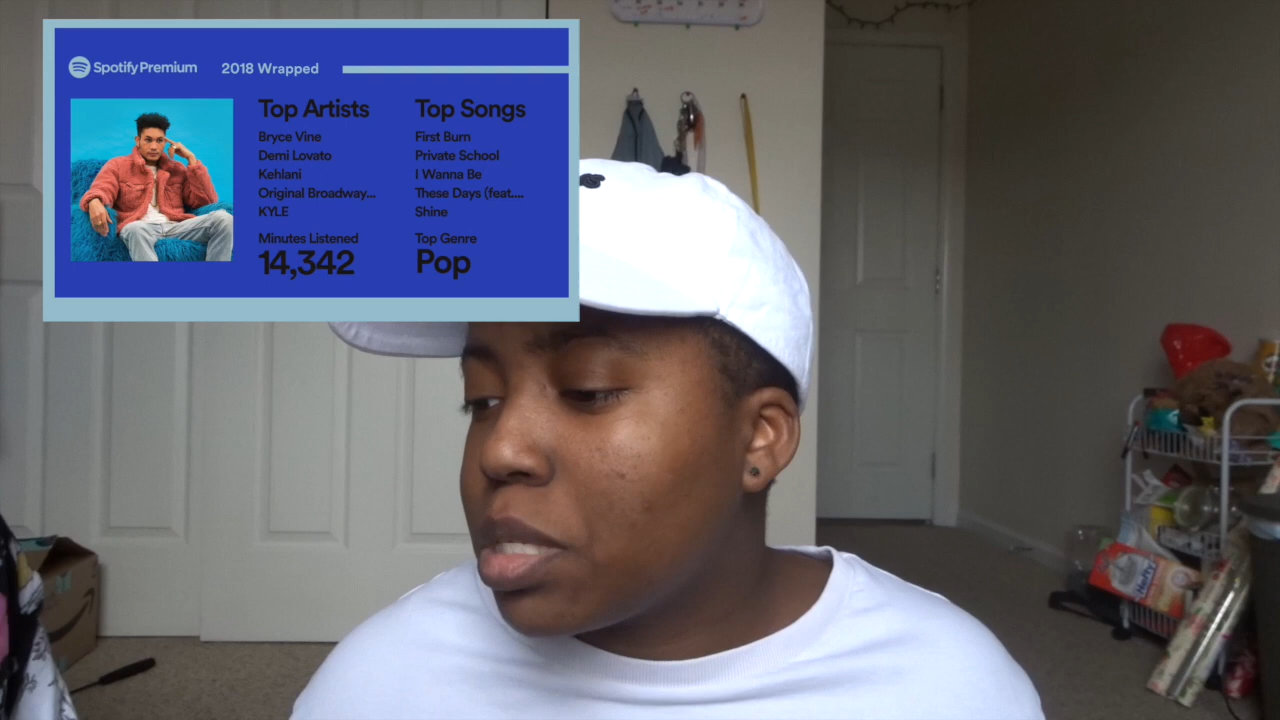 Spotify Premium 2018 Wrapped
Top Artists
Bryce Vine
Demi Lovato
Kehlani
Original Broadway...
KYLE
Minutes Listened
14,342
Top Songs
First Burn
Private School
I Wanna Be
These Days (feat....
Shine
Top Genre
Pop
Hefty